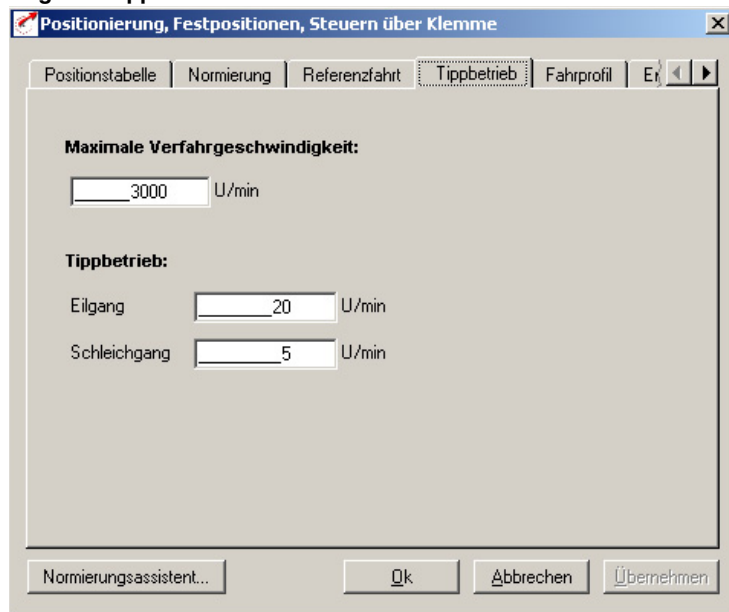 Positionierung, Festpositionen, Steuern über Klemme
Positionstabelle Normierung Referenzfahrt Tippbetrieb Fahrprofil
Maximale Verfahrgeschwindigkeit:
3000 U/min
Tippbetrieb:
Eilgang 20 U/min
Schleichgang 5 U/min
Normierungsassistent... Ok Abbrechen Übernehmen